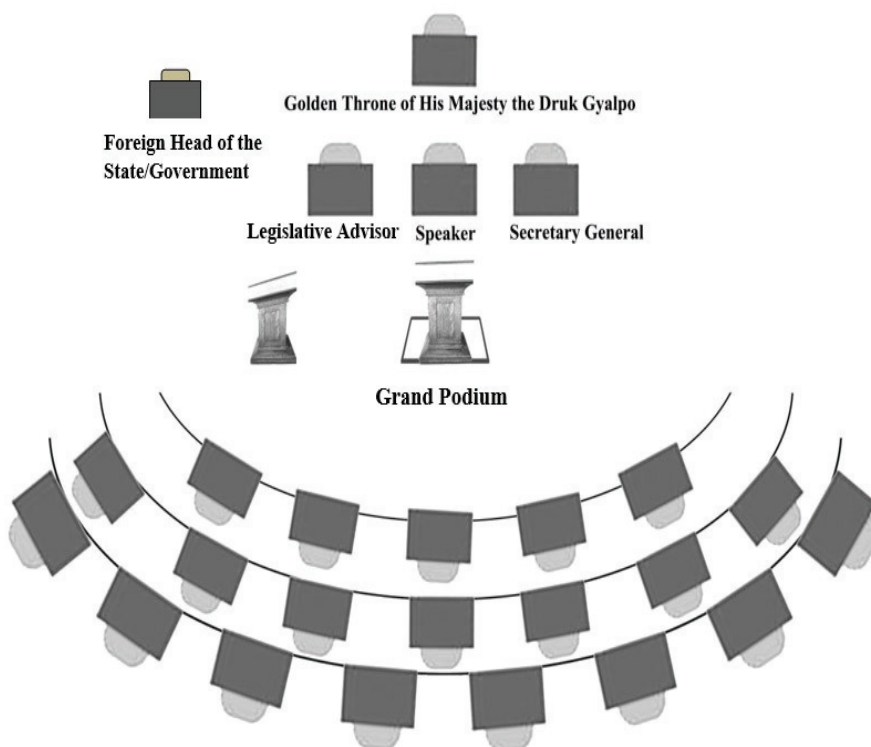 Golden Throne of His Majesty the Druk Gyalpo
Foreign Head of the
State/Government
Legislative Advisor
Speaker
Secretary General
Grand Podium